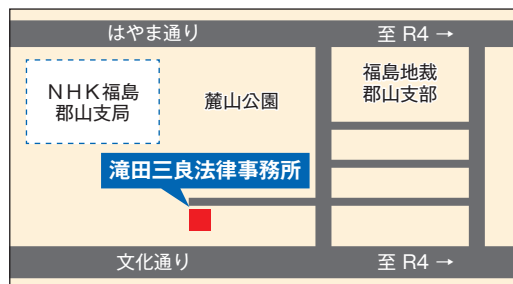 はやま通り
至 R4 →
NHK福島
郡山支局
麓山公園
福島地裁
郡山支部
滝田三良法律事務所
文化通り
至 R4 →